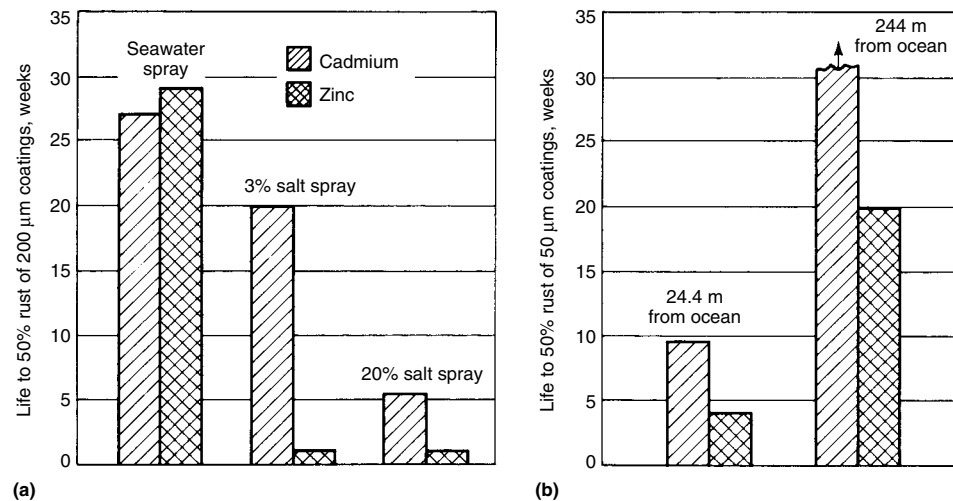 Life to 50% rust of 200 μm coatings, weeks
35
30
25
20
15
10
5
0
Seawater
spray
Cadmium
Zinc
3% salt spray
20% salt spray
(a)
Life to 50% rust of 50 μm coatings, weeks
35
30
25
20
15
10
5
0
244 m
from ocean
24.4 m
from ocean
(b)